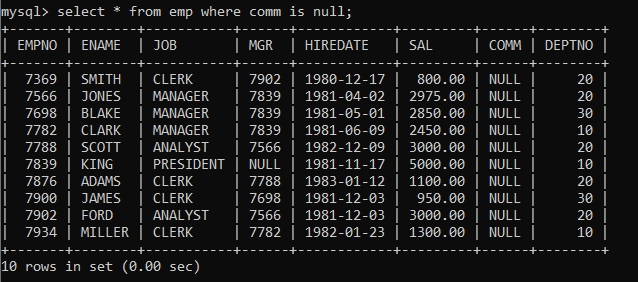 mysql> select * from emp where comm is null;
+-------+--------+-----------+------+------------+---------+------+--------+
| EMPNO | ENAME  | JOB       | MGR  | HIREDATE   | SAL     | COMM | DEPTNO |
+-------+--------+-----------+------+------------+---------+------+--------+
|  7369 | SMITH  | CLERK     | 7902 | 1980-12-17 |  800.00 | NULL |     20 |
|  7566 | JONES  | MANAGER   | 7839 | 1981-04-02 | 2975.00 | NULL |     20 |
|  7698 | BLAKE  | MANAGER   | 7839 | 1981-05-01 | 2850.00 | NULL |     30 |
|  7782 | CLARK  | MANAGER   | 7839 | 1981-06-09 | 2450.00 | NULL |     10 |
|  7788 | SCOTT  | ANALYST   | 7566 | 1982-12-09 | 3000.00 | NULL |     20 |
|  7839 | KING   | PRESIDENT | NULL | 1981-11-17 | 5000.00 | NULL |     10 |
|  7876 | ADAMS  | CLERK     | 7788 | 1983-01-12 | 1100.00 | NULL |     20 |
|  7900 | JAMES  | CLERK     | 7698 | 1981-12-03 |  950.00 | NULL |     30 |
|  7902 | FORD   | ANALYST   | 7566 | 1981-12-03 | 3000.00 | NULL |     20 |
|  7934 | MILLER | CLERK     | 7782 | 1982-01-23 | 1300.00 | NULL |     10 |
+-------+--------+-----------+------+------------+---------+------+--------+
10 rows in set (0.00 sec)